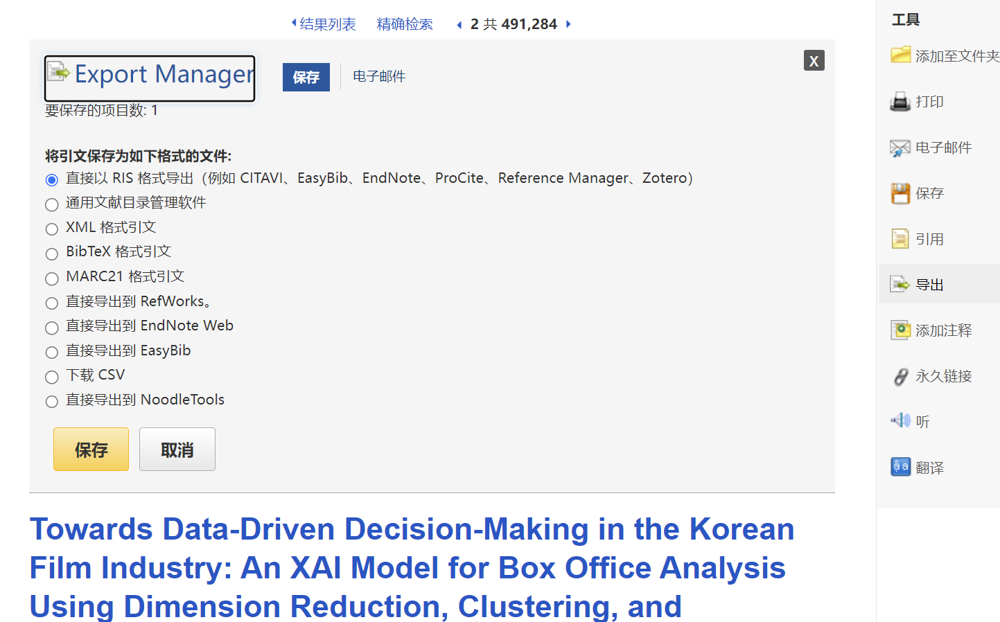 结果列表 精确检索 2 共 491,284
Export Manager 保存 电子邮件 X
要保存的项目数: 1
将引文保存为如下格式的文件:
直接以 RIS 格式导出（例如 CITAVI、EasyBib、EndNote、ProCite、Reference Manager、Zotero）
通用文献目录管理软件
XML 格式引文
BibTeX 格式引文
MARC21 格式引文
直接导出到 RefWorks。
直接导出到 EndNote Web
直接导出到 EasyBib
下载 CSV
直接导出到 NoodleTools
保存 取消
Towards Data-Driven Decision-Making in the Korean
Film Industry: An XAI Model for Box Office Analysis
Using Dimension Reduction, Clustering, and
工具
添加至文件夹
打印
电子邮件
保存
引用
导出
添加注释
永久链接
听
翻译